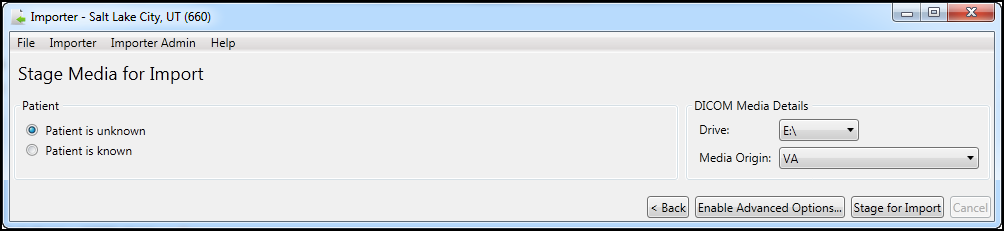 Importer - Salt Lake City, UT (660)
File Importer Importer Admin Help
Stage Media for Import
Patient
Patient is unknown
Patient is known
DICOM Media Details
Drive: E:\
Media Origin: VA
< Back Enable Advanced Options... Stage for Import Cancel